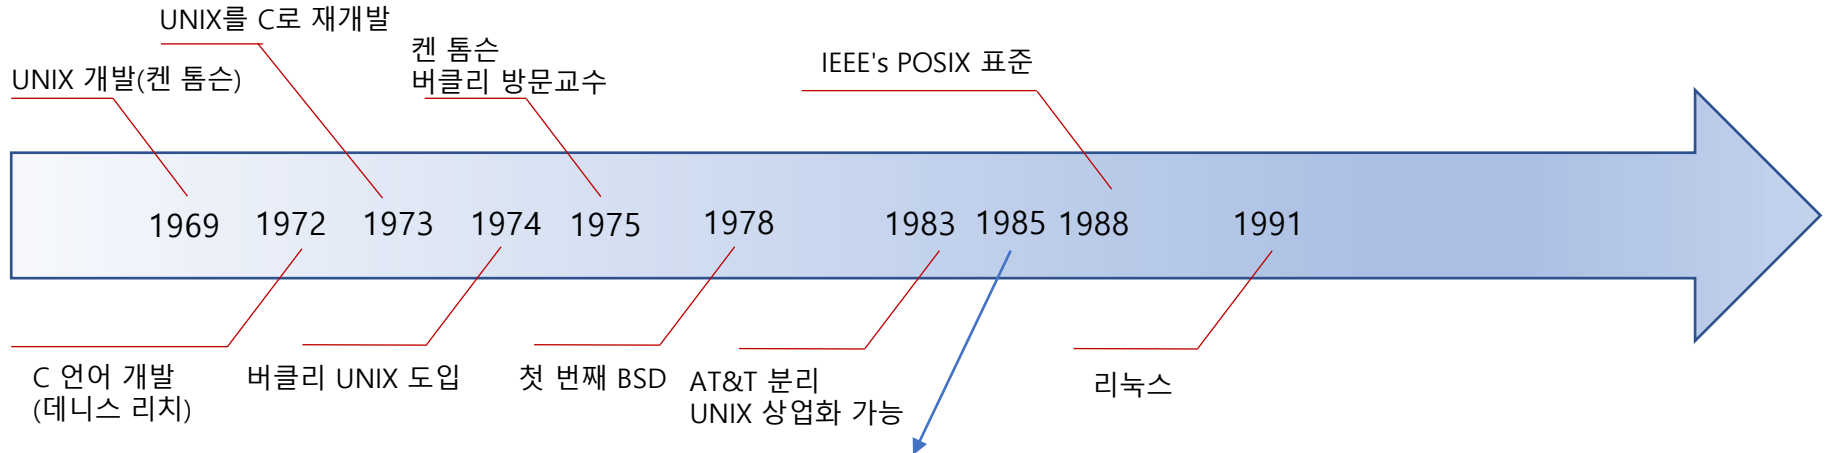 UNIX를 C로 재개발
켄 톰슨
버클리 방문교수
IEEE's POSIX 표준
UNIX 개발(켄 톰슨)
1969 1972 1973 1974 1975 1978 1983 1985 1988 1991
C 언어 개발
(데니스 리치)
버클리 UNIX 도입
첫 번째 BSD
AT&T 분리
UNIX 상업화 가능
리눅스